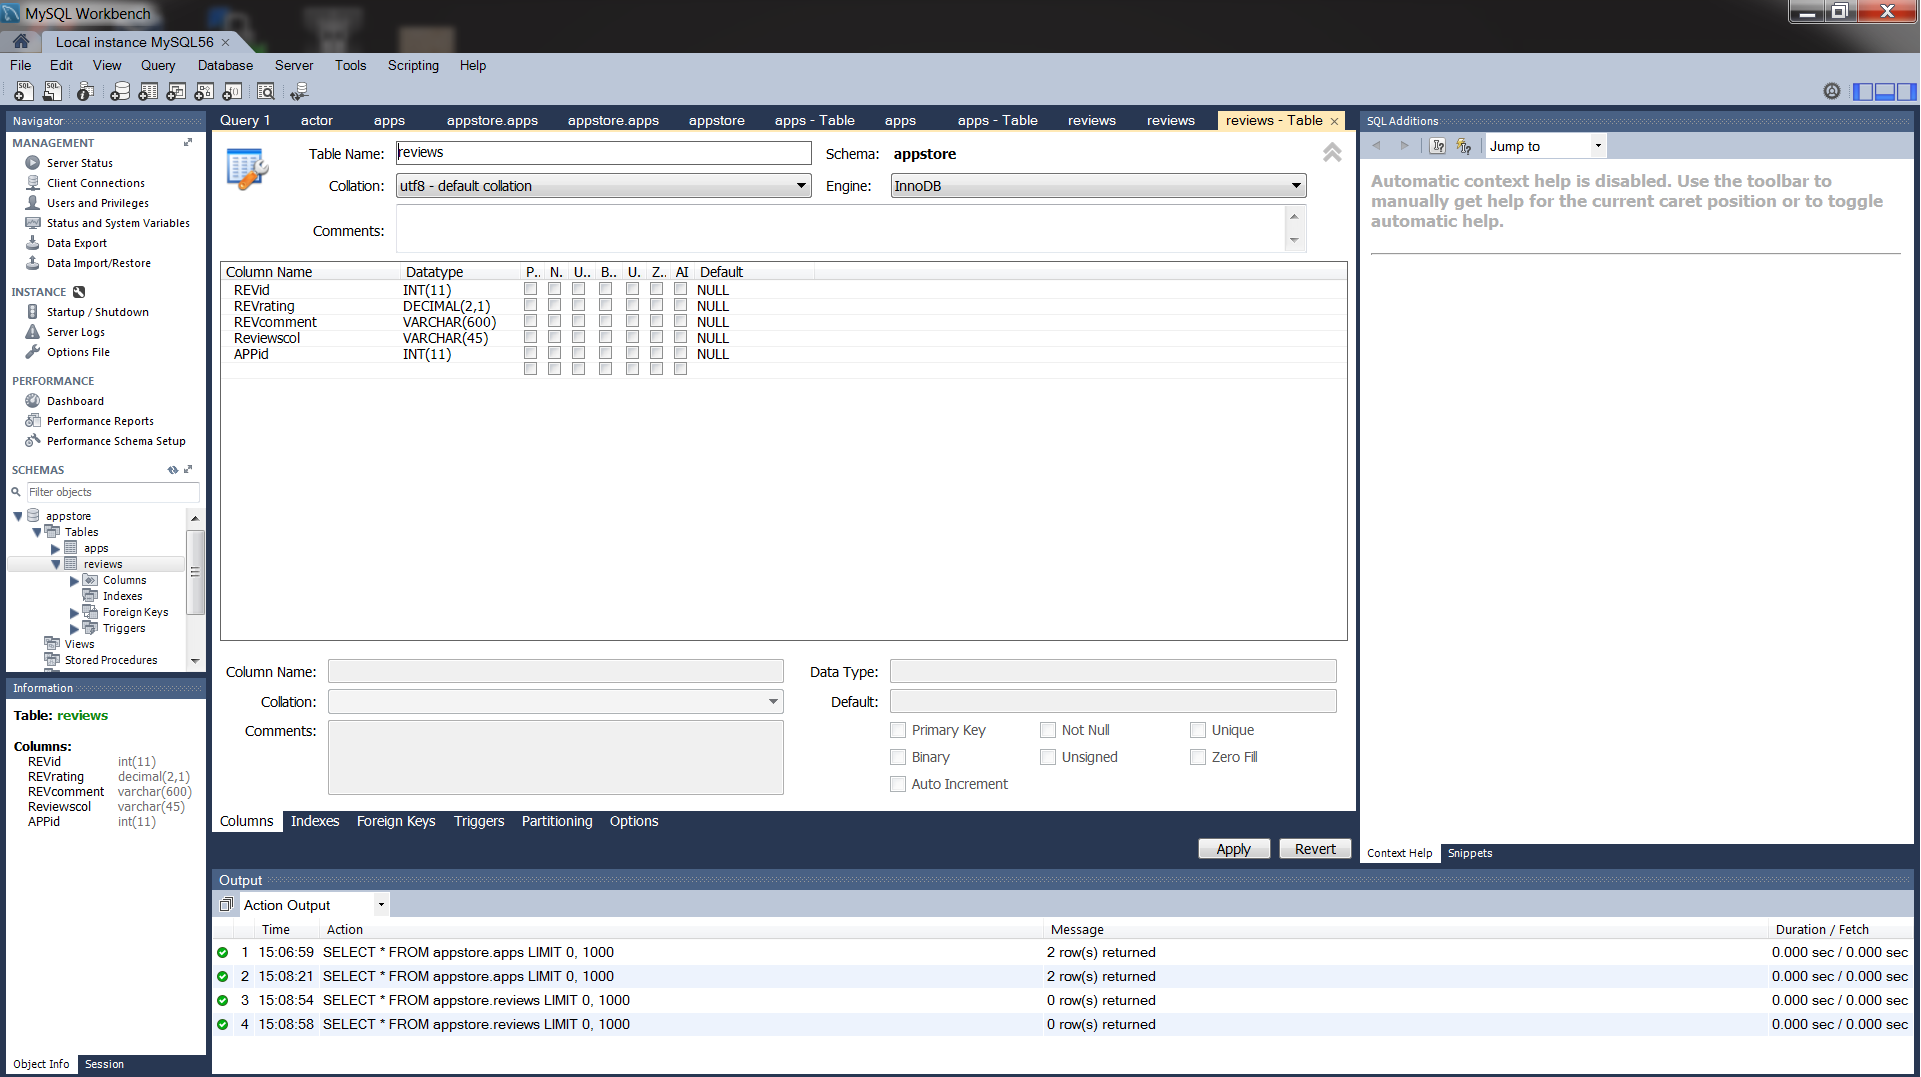 MySQL Workbench
Local instance MySQL56
File Edit View Query Database Server Tools Scripting Help
Navigator
MANAGEMENT
Server Status
Client Connections
Users and Privileges
Status and System Variables
Data Export
Data Import/Restore
INSTANCE
Startup / Shutdown
Server Logs
Options File
PERFORMANCE
Dashboard
Performance Reports
Performance Schema Setup
SCHEMAS
Filter objects
appstore
Tables
apps
reviews
Columns
Indexes
Foreign Keys
Triggers
Views
Stored Procedures
Information
Table: reviews
Columns:
REVid int(11)
REVrating decimal(2,1)
REVcomment varchar(600)
Reviewscol varchar(45)
APPid int(11)
Object Info Session
Query 1 actor apps appstore.apps appstore.apps appstore apps - Table apps apps - Table reviews reviews reviews - Table
Table Name: reviews Schema: appstore
Collation: utf8 - default collation Engine: InnoDB
Comments:
Column Name Datatype P.. N. U.. B.. U. Z.. AI Default
REVid INT(11) NULL
REVrating DECIMAL(2,1) NULL
REVcomment VARCHAR(600) NULL
Reviewscol VARCHAR(45) NULL
APPid INT(11) NULL
Column Name: Data Type:
Collation: Default:
Comments: Primary Key Not Null Unique
Binary Unsigned Zero Fill
Auto Increment
Columns Indexes Foreign Keys Triggers Partitioning Options
Apply Revert
SQL Additions
Jump to
Automatic context help is disabled. Use the toolbar to
manually get help for the current caret position or to toggle
automatic help.
Context Help Snippets
Output
Action Output
Time Action Message Duration / Fetch
1 15:06:59 SELECT * FROM appstore.apps LIMIT 0, 1000 2 row(s) returned 0.000 sec / 0.000 sec
2 15:08:21 SELECT * FROM appstore.apps LIMIT 0, 1000 2 row(s) returned 0.000 sec / 0.000 sec
3 15:08:54 SELECT * FROM appstore.reviews LIMIT 0, 1000 0 row(s) returned 0.000 sec / 0.000 sec
4 15:08:58 SELECT * FROM appstore.reviews LIMIT 0, 1000 0 row(s) returned 0.000 sec / 0.000 sec